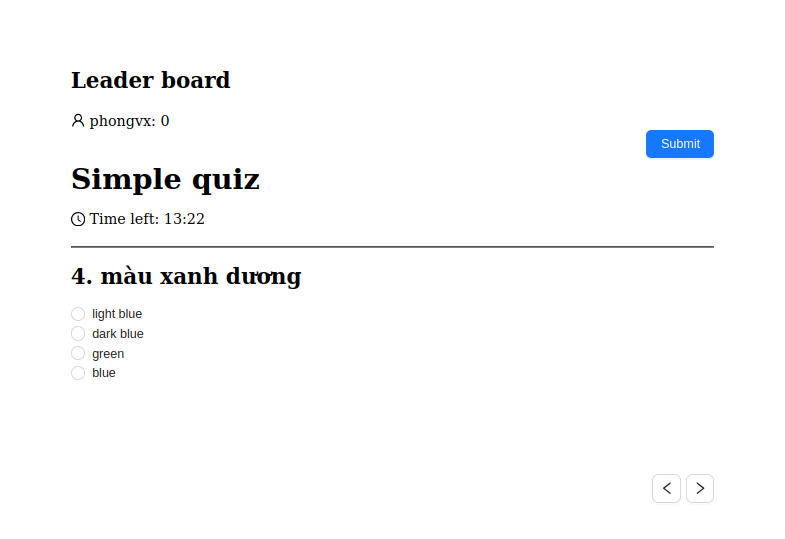 Leader board
phongvx: 0
Submit
Simple quiz
Time left: 13:22
4. màu xanh dương
light blue
dark blue
green
blue